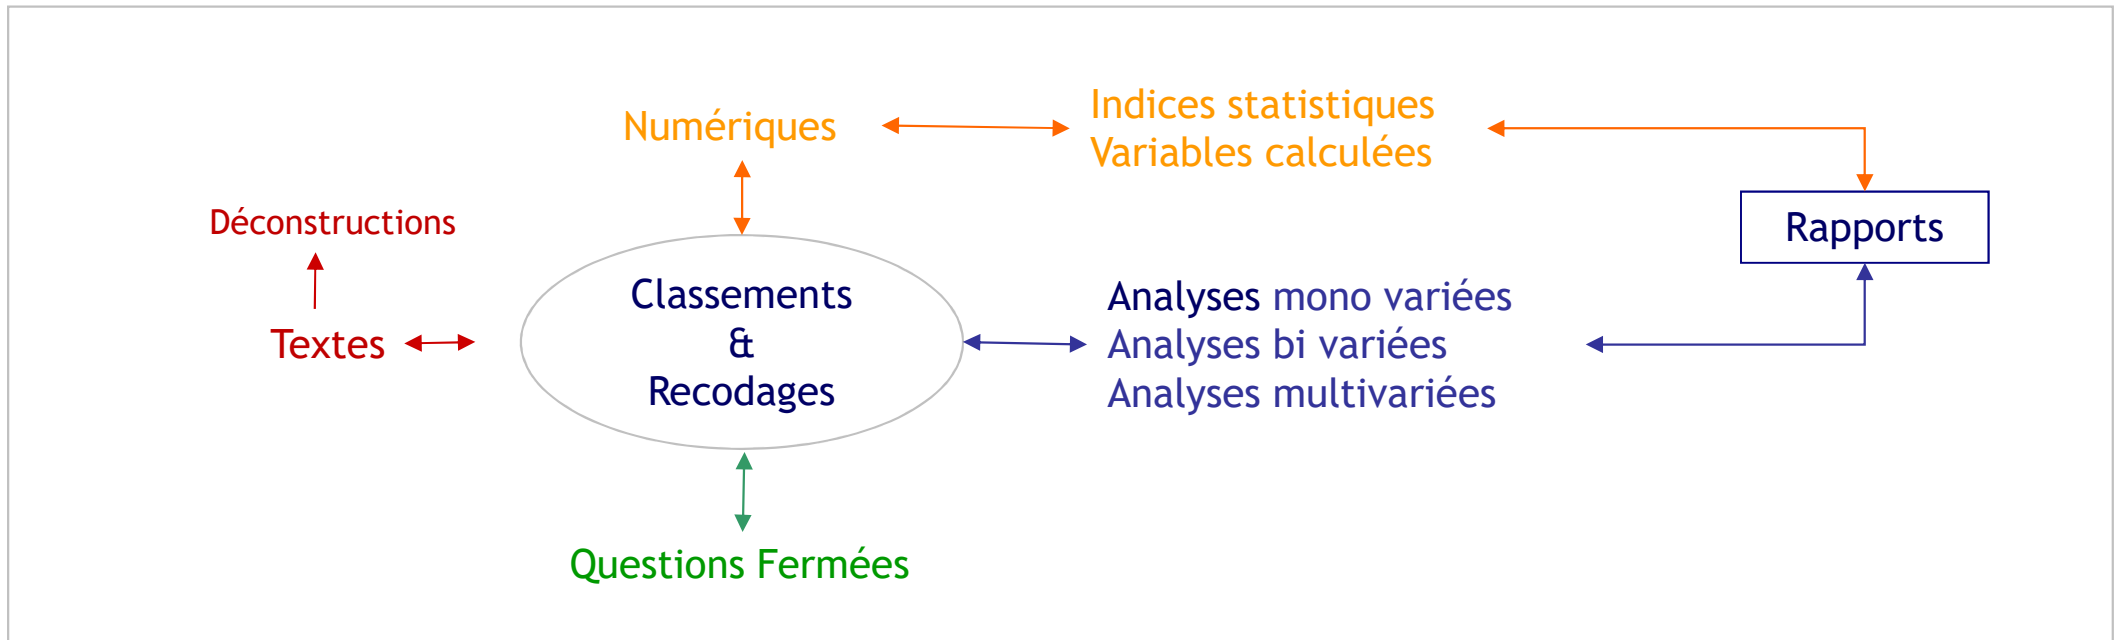 Numériques
Indices statistiques
Variables calculées
Déconstructions
Rapports
Textes
Classements
&
Recodages
Analyses mono variées
Analyses bi variées
Analyses multivariées
Questions Fermées